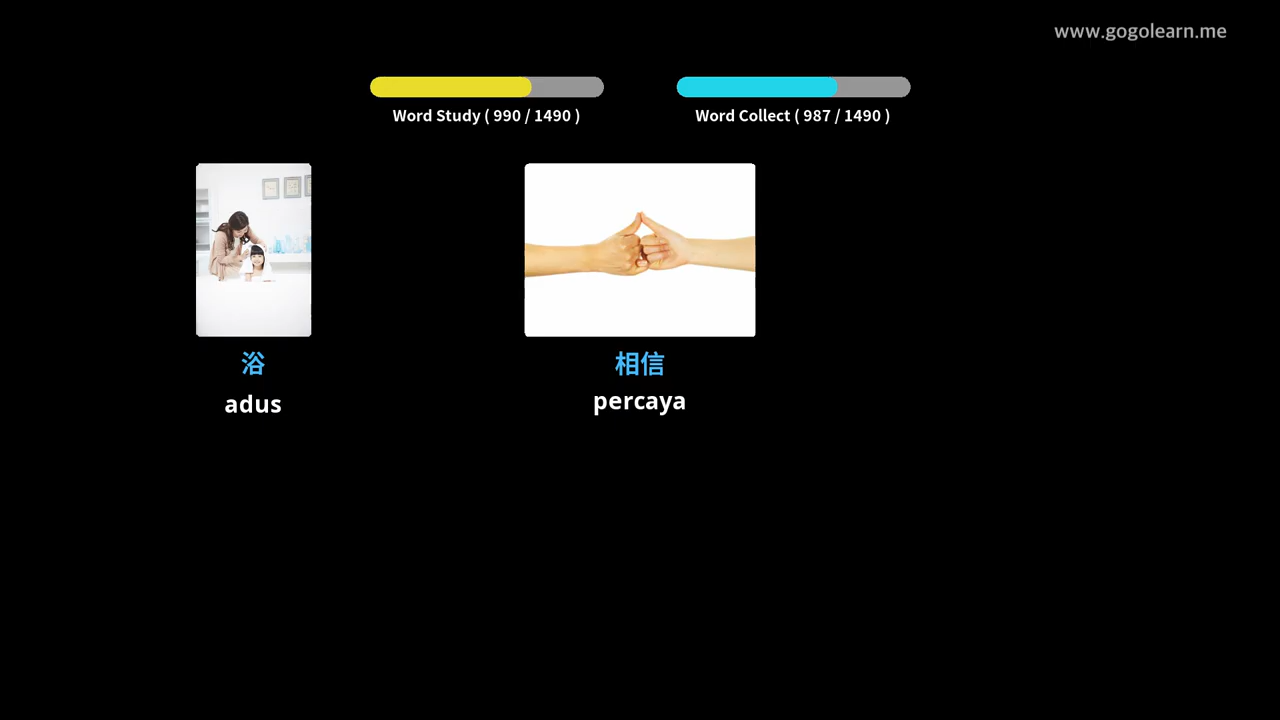 www.gogolearn.me
Word Study ( 990 / 1490 )
Word Collect ( 987 / 1490 )
浴
adus
相信
percaya